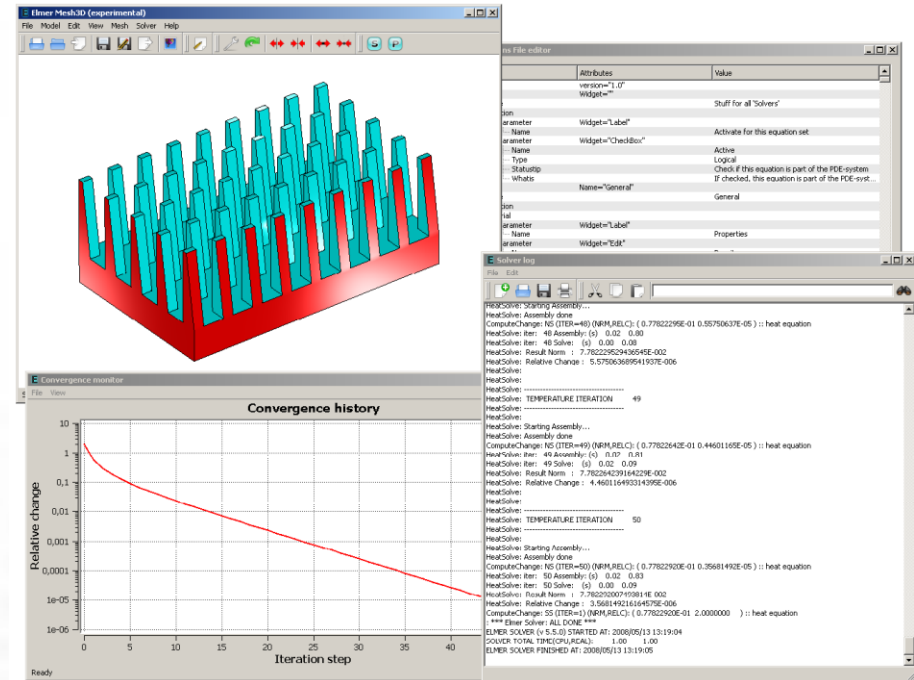 Elmer Mesh3D (experimental)
File Model Edit View Mesh Solver Help
S P
ns File editor
Attributes Value
version="1.0"
Widget=""
Stuff for all 'Solvers'
tion
arameter Widget="Label"
Name Activate for this equation set
arameter Widget="CheckBox"
Name Active
Type Logical
Statustip Check if this equation is part of the PDE-system
Whatis If checked, this equation is part of the PDE-syst...
Name="General"
General
tion
rial
arameter Widget="Label"
Name Properties
arameter Widget="Edit"
Solver log
File Edit
HeatSolve: Starting Assembly...
HeatSolve: Assembly done
ComputeChange: NS (ITER=48) (NRM,RELC): ( 0.77822295E-01 0.55750637E-05 ) :: heat equation
HeatSolve: iter: 48 Assembly: (s) 0.02 0.80
HeatSolve: iter: 48 Solve: (s) 0.00 0.08
HeatSolve: Result Norm : 7.782229529436545E-002
HeatSolve: Relative Change : 5.575063689541937E-006
HeatSolve:
HeatSolve:
HeatSolve: -------------------------------------
HeatSolve: TEMPERATURE ITERATION 49
HeatSolve: -------------------------------------
HeatSolve:
HeatSolve: Starting Assembly...
HeatSolve: Assembly done
ComputeChange: NS (ITER=49) (NRM,RELC): ( 0.77822642E-01 0.44601165E-05 ) :: heat equation
HeatSolve: iter: 49 Assembly: (s) 0.02 0.81
HeatSolve: iter: 49 Solve: (s) 0.02 0.09
HeatSolve: Result Norm : 7.782264239164229E-002
HeatSolve: Relative Change : 4.460116493314395E-006
HeatSolve:
HeatSolve:
HeatSolve: -------------------------------------
HeatSolve: TEMPERATURE ITERATION 50
HeatSolve: -------------------------------------
HeatSolve:
HeatSolve: Starting Assembly...
HeatSolve: Assembly done
ComputeChange: NS (ITER=50) (NRM,RELC): ( 0.77822920E-01 0.35681492E-05 ) :: heat equation
HeatSolve: iter: 50 Assembly: (s) 0.02 0.83
HeatSolve: iter: 50 Solve: (s) 0.00 0.09
HeatSolve: Result Norm : 7.782292007493814E-002
HeatSolve: Relative Change : 3.568149216164575E-006
ComputeChange: SS (ITER=1) (NRM,RELC): ( 0.77822920E-01 2.0000000 ) :: heat equation
: *** Elmer Solver: ALL DONE ***
ELMER SOLVER (v 5.5.0) STARTED AT: 2008/05/13 13:19:04
SOLVER TOTAL TIME(CPU,REAL): 1.00 1.00
ELMER SOLVER FINISHED AT: 2008/05/13 13:19:05
Convergence monitor
File View
Convergence history
Relative change
10
1
0,1
0,01
0,001
0,0001
1e-05
1e-06
0 5 10 15 20 25 30 35 40
Iteration step
Ready